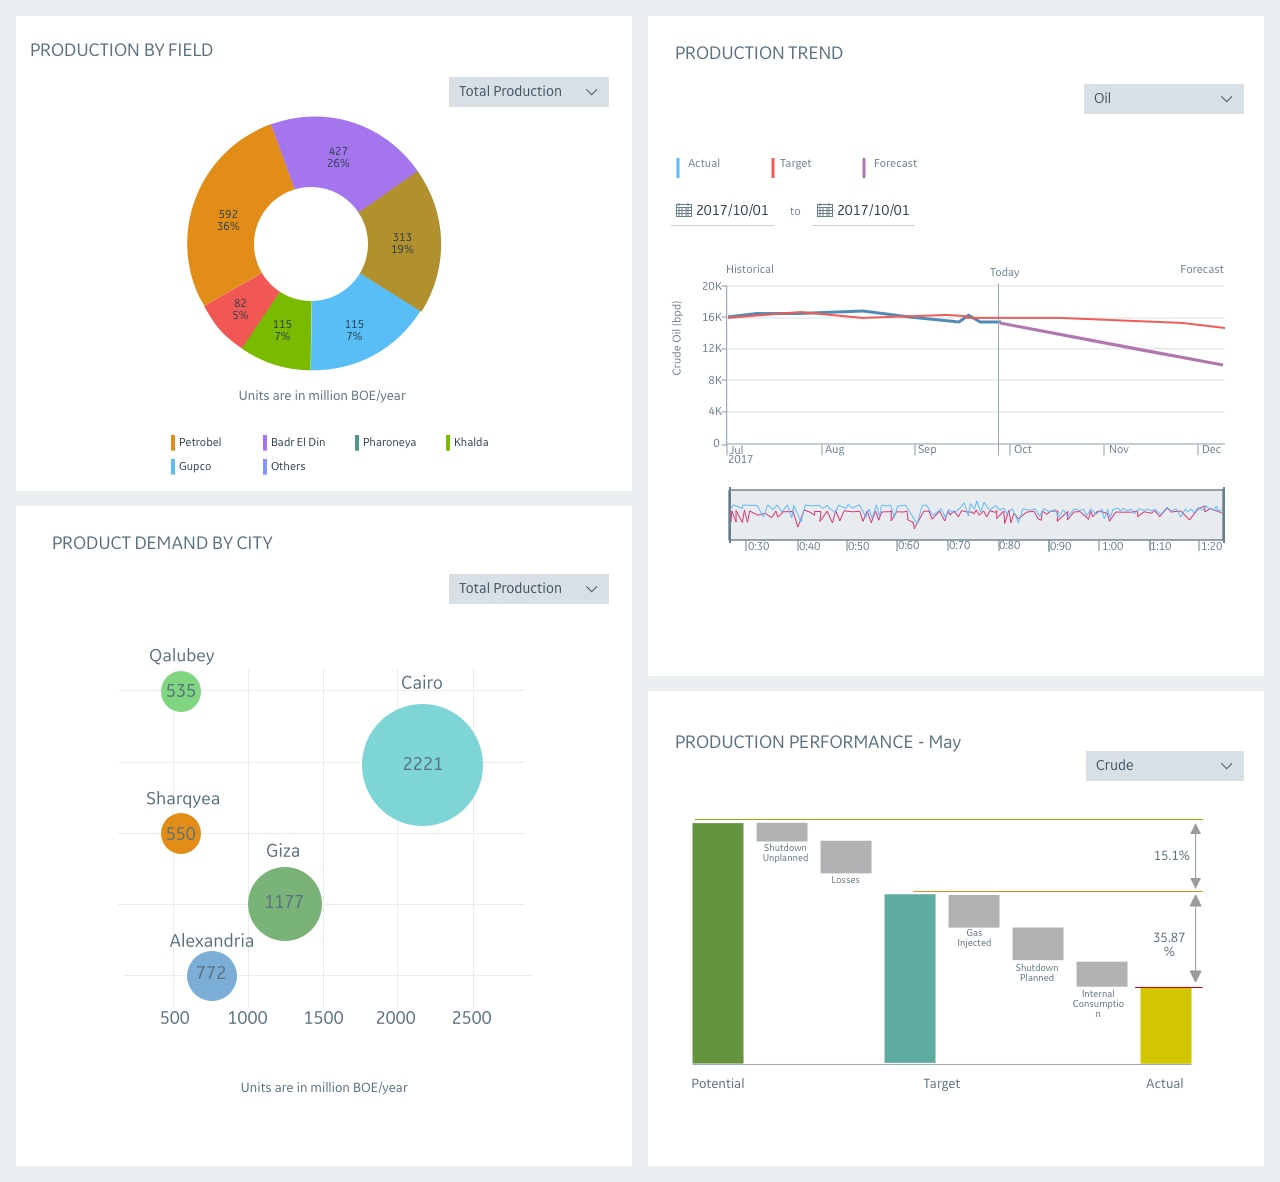 PRODUCTION BY FIELD
Total Production
427
26%
592
36%
313
19%
82
5%
115
7%
115
7%
Units are in million BOE/year
Petrobel
Badr El Din
Pharoneya
Khalda
Gupco
Others
PRODUCT DEMAND BY CITY
Total Production
Qalubey
535
Cairo
2221
Sharqyea
550
Giza
1177
Alexandria
772
500 1000 1500 2000 2500
Units are in million BOE/year
PRODUCTION TREND
Oil
Actual Target Forecast
2017/10/01 to 2017/10/01
Historical Today Forecast
Crude Oil (bpd)
20K
16K
12K
8K
4K
0
Jul Aug Sep Oct Nov Dec
2017
0:30 0:40 0:50 0:60 0:70 0:80 0:90 1:00 1:10 1:20
PRODUCTION PERFORMANCE - May
Crude
Shutdown
Unplanned
Losses
15.1%
Gas
Injected
Shutdown
Planned
Internal
Consumptio
n
35.87
%
Potential Target Actual